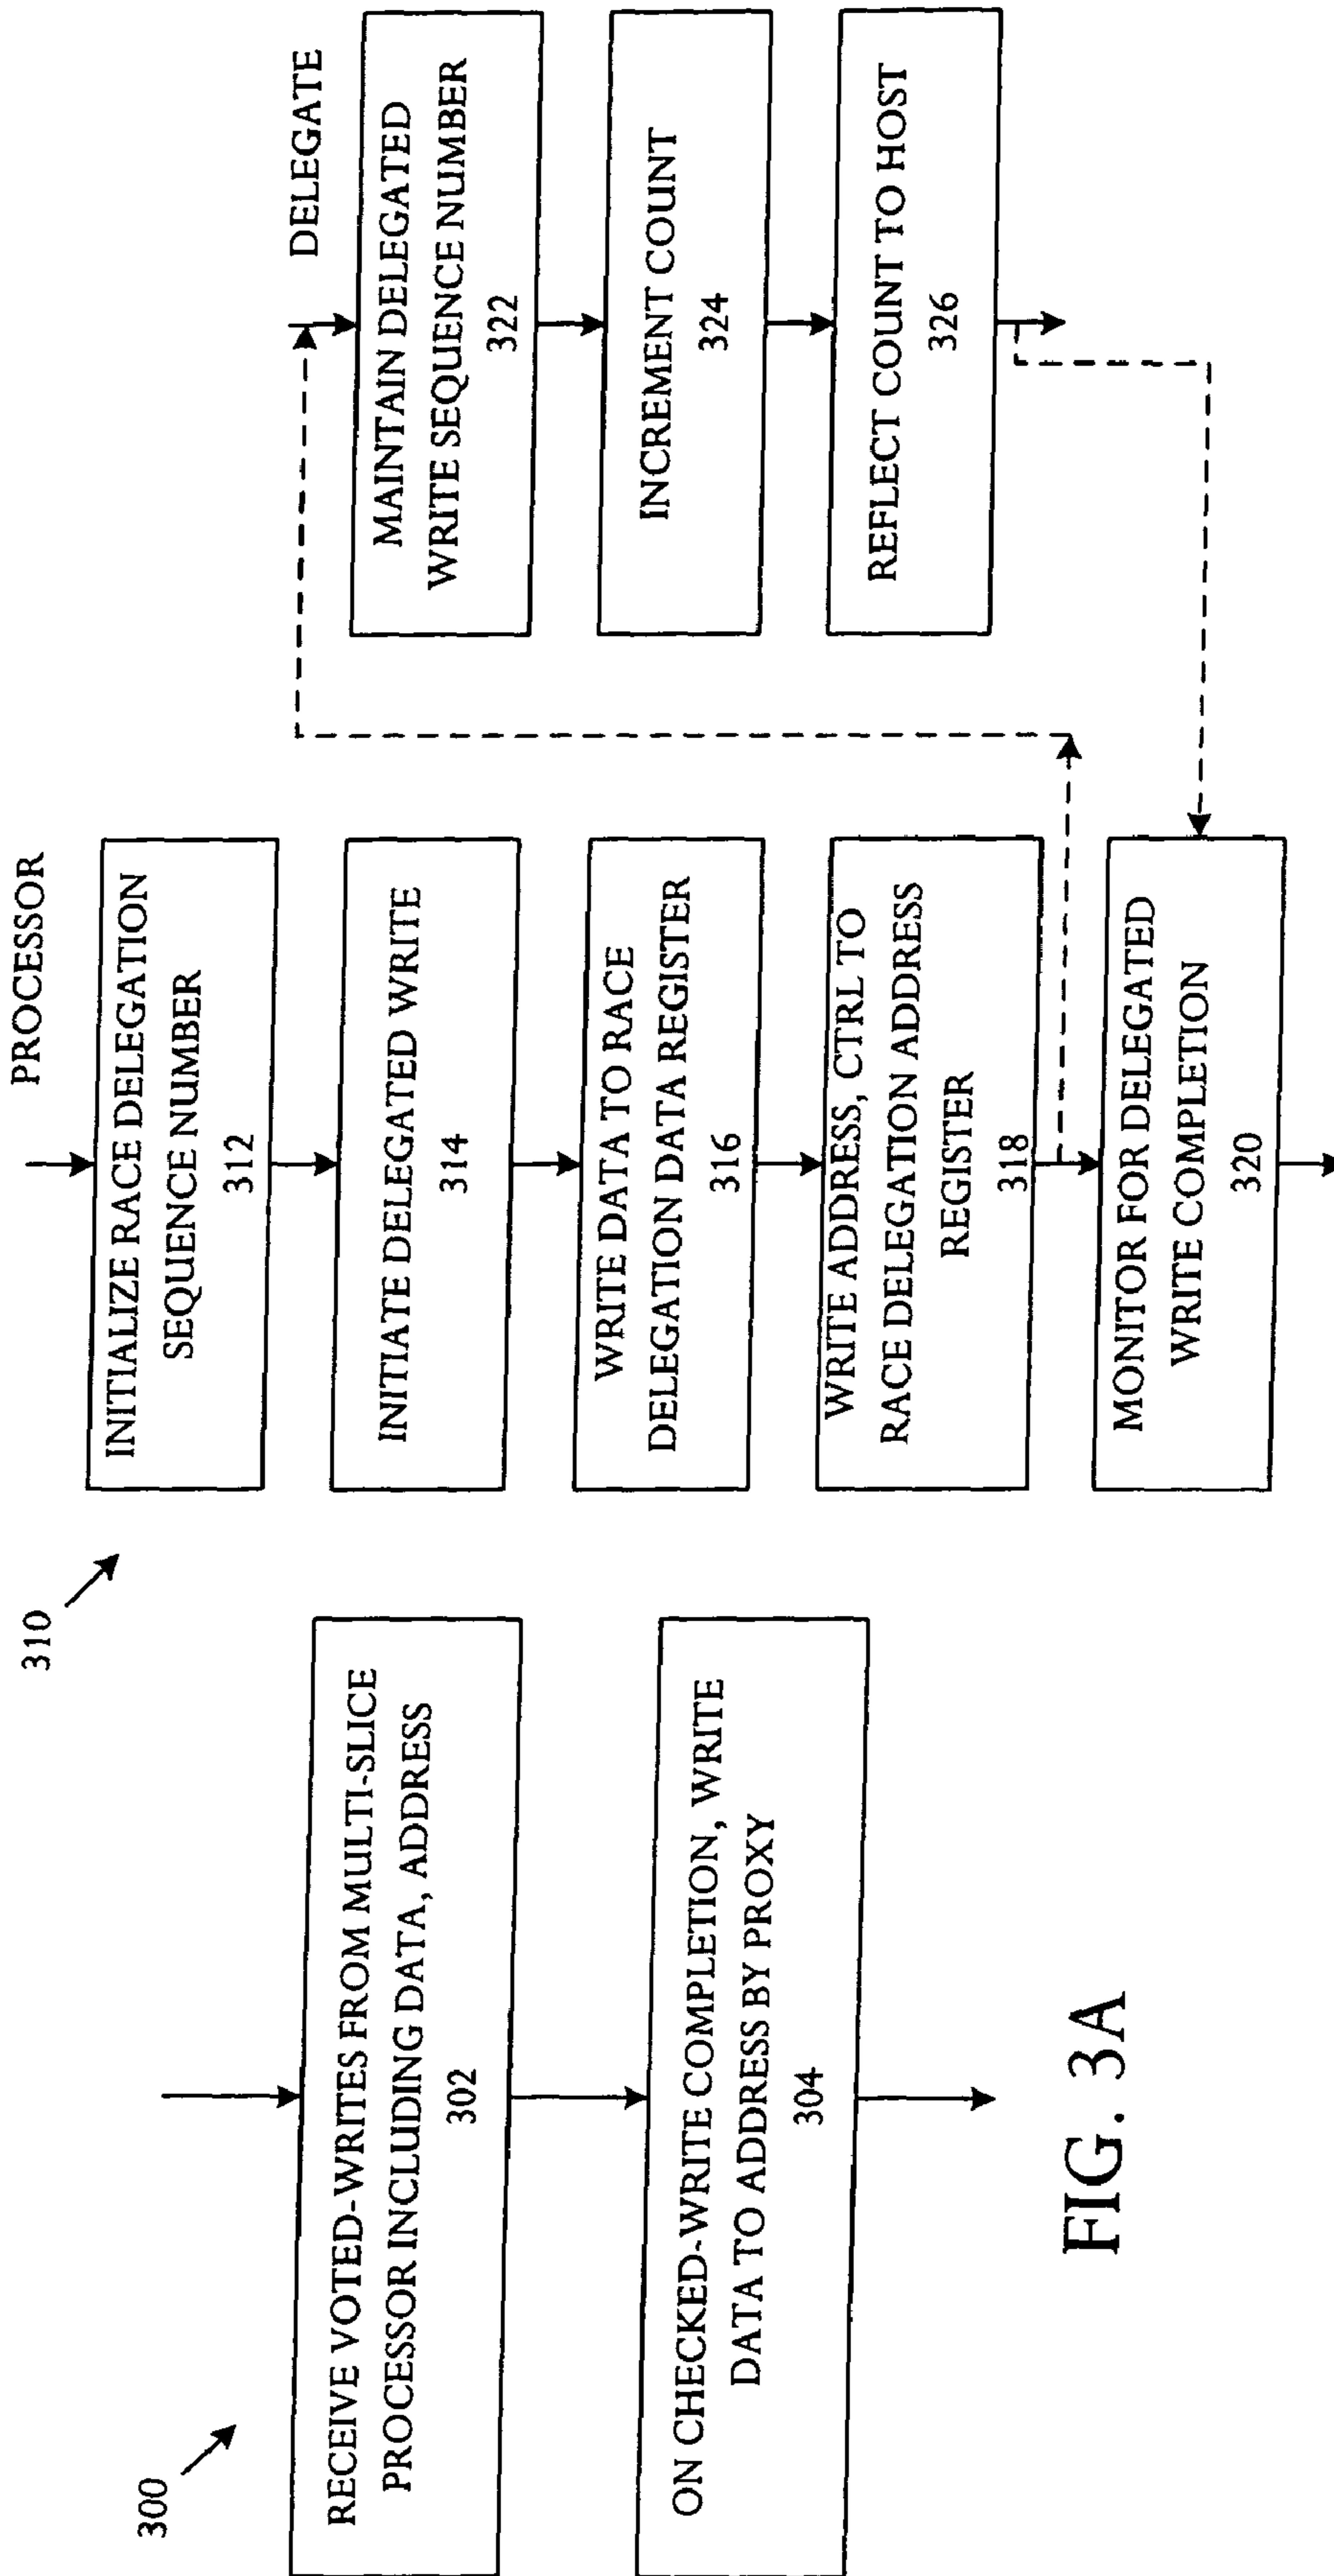 300
RECEIVE VOTED-WRITES FROM MULTI-SLICE
PROCESSOR INCLUDING DATA, ADDRESS
302
ON CHECKED-WRITE COMPLETION, WRITE
DATA TO ADDRESS BY PROXY
304
FIG. 3A
310
PROCESSOR
INITIALIZE RACE DELEGATION
SEQUENCE NUMBER
312
INITIATE DELEGATED WRITE
314
WRITE DATA TO RACE
DELEGATION DATA REGISTER
316
WRITE ADDRESS, CTRL TO
RACE DELEGATION ADDRESS
REGISTER
318
MONITOR FOR DELEGATED
WRITE COMPLETION
320
DELEGATE
MAINTAIN DELEGATED
WRITE SEQUENCE NUMBER
322
INCREMENT COUNT
324
REFLECT COUNT TO HOST
326